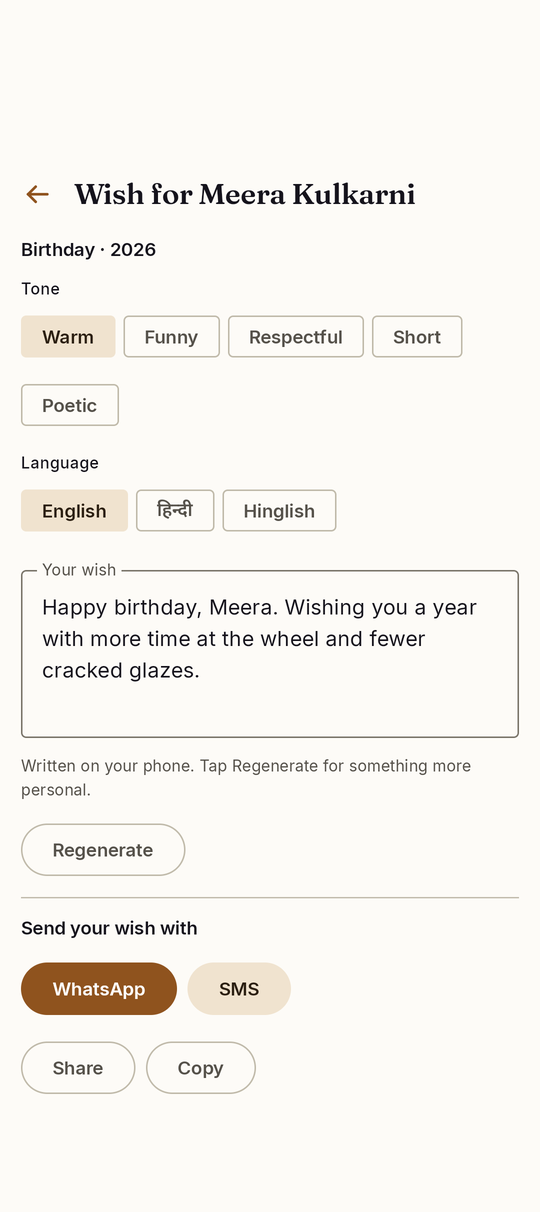 Wish for Meera Kulkarni
Birthday · 2026
Tone
Warm Funny Respectful Short
Poetic
Language
English हिन्दी Hinglish
Your wish
Happy birthday, Meera. Wishing you a year
with more time at the wheel and fewer
cracked glazes.
Written on your phone. Tap Regenerate for something more
personal.
Regenerate
Send your wish with
WhatsApp SMS
Share Copy